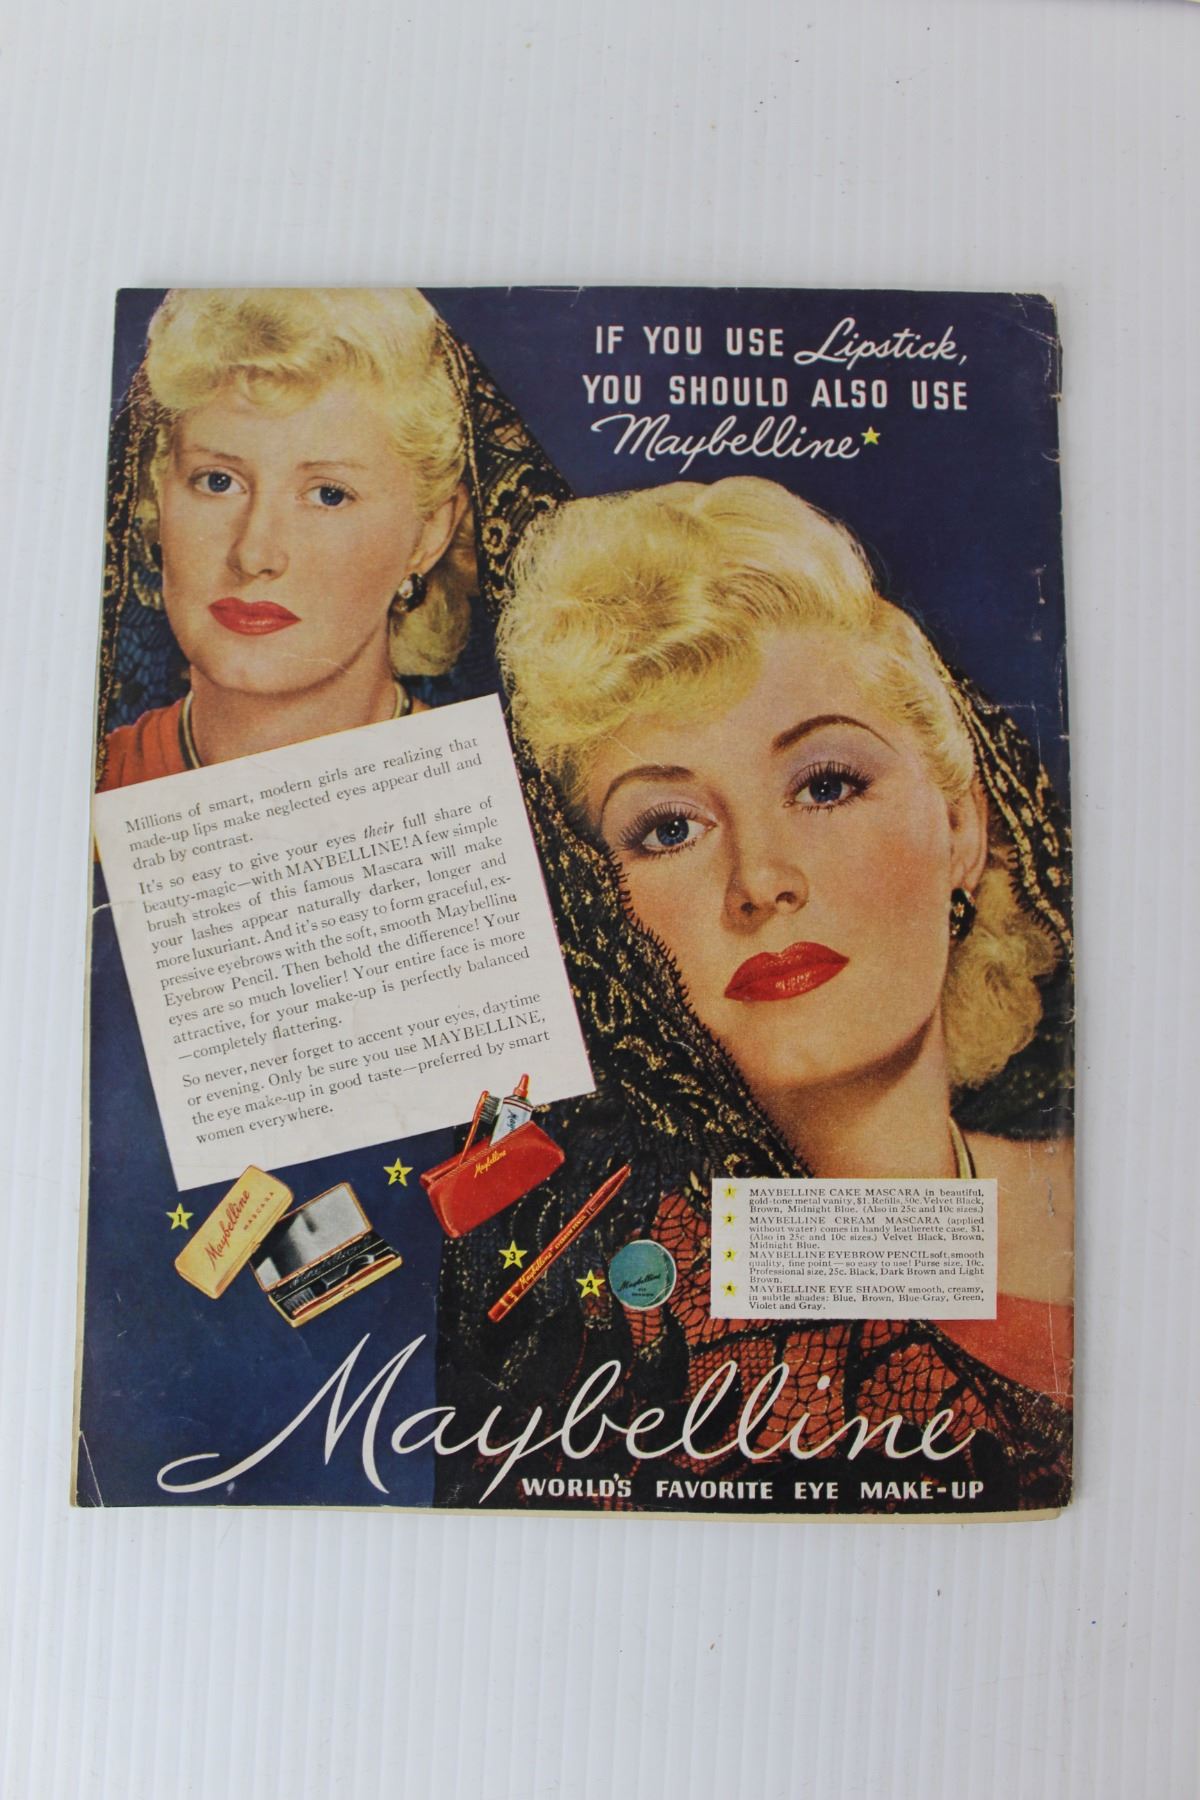 IF YOU USE Lipstick,
YOU SHOULD ALSO USE
Maybelline
Millions of smart, modern girls are realizing that
made-up lips make neglected eyes appear dull and
drab by contrast.
It's so easy to give your eyes their full share of
beauty-magic—with MAYBELLINE! A few simple
brush strokes of this famous Mascara will make
your lashes appear naturally darker, longer and
more luxuriant. And it's so easy to form graceful, ex-
pressive eyebrows with the soft, smooth Maybelline
Eyebrow Pencil. Then behold the difference! Your
eyes are so much lovelier! Your entire face is more
attractive, for your make-up is perfectly balanced
—completely flattering.
So never, never forget to accent your eyes, daytime
or evening. Only be sure you use MAYBELLINE,
the eye make-up in good taste—preferred by smart
women everywhere.
1
Maybelline
MASCARA
2
Maybelline
3
Maybelline EYEBROW PENCIL
4
Maybelline
1 MAYBELLINE CAKE MASCARA in beautiful,
gold-tone metal vanity, $1. Refills, 50c. Velvet Black,
Brown, Midnight Blue. (Also in 25c and 10c sizes.)
2 MAYBELLINE CREAM MASCARA (applied
without water) comes in handy leatherette case, $1.
(Also in 25c and 10c sizes.) Velvet Black, Brown,
Midnight Blue.
3 MAYBELLINE EYEBROW PENCIL soft, smooth
quality, fine point — so easy to use! Purse size, 10c.
Professional size, 25c. Black, Dark Brown and Light
Brown.
4 MAYBELLINE EYE SHADOW smooth, creamy,
in subtle shades: Blue, Brown, Blue-Gray, Green,
Violet and Gray.
Maybelline
WORLD'S FAVORITE EYE MAKE-UP